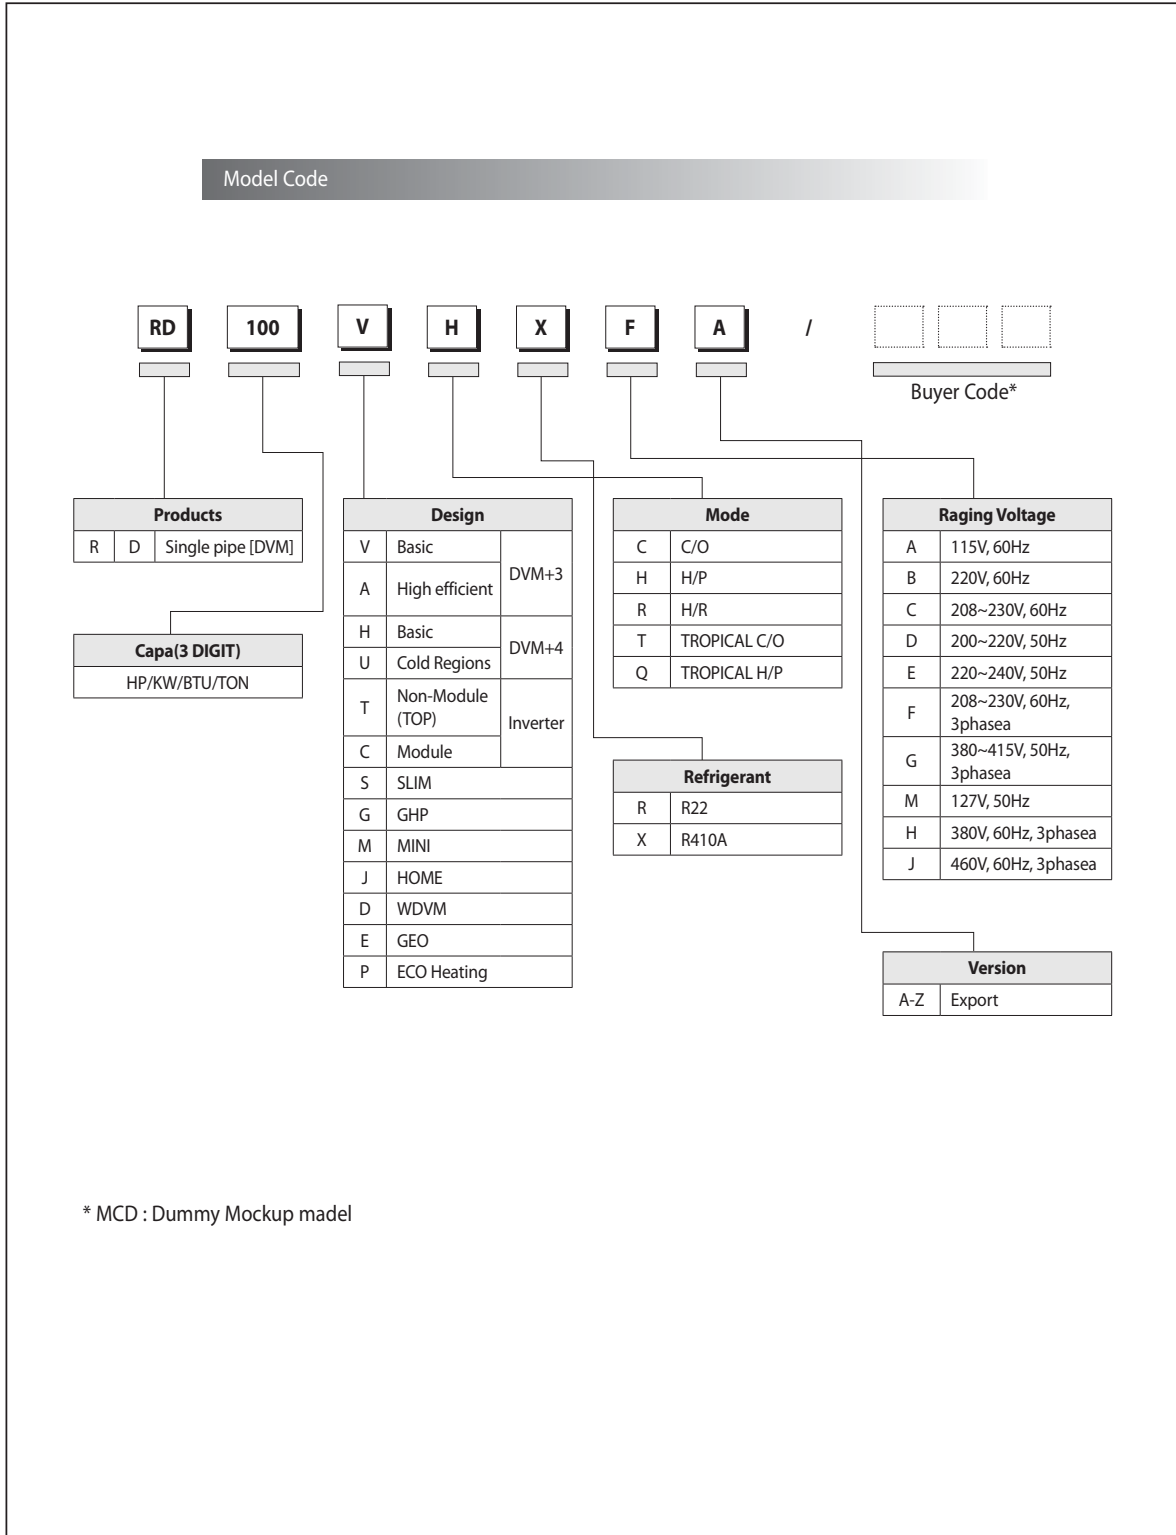 Model Code
RD 100 V H X F A /
Buyer Code*
Products
R D Single pipe [DVM]
Capa(3 DIGIT)
HP/KW/BTU/TON
Design
V Basic
DVM+3
A High efficient
H Basic
DVM+4
U Cold Regions
T Non-Module
(TOP)
Inverter
C Module
S SLIM
G GHP
M MINI
J HOME
D WDVM
E GEO
P ECO Heating
Mode
C C/O
H H/P
R H/R
T TROPICAL C/O
Q TROPICAL H/P
Refrigerant
R R22
X R410A
Raging Voltage
A 115V, 60Hz
B 220V, 60Hz
C 208~230V, 60Hz
D 200~220V, 50Hz
E 220~240V, 50Hz
F 208~230V, 60Hz,
3phasea
G 380~415V, 50Hz,
3phasea
M 127V, 50Hz
H 380V, 60Hz, 3phasea
J 460V, 60Hz, 3phasea
Version
A-Z Export
* MCD : Dummy Mockup madel